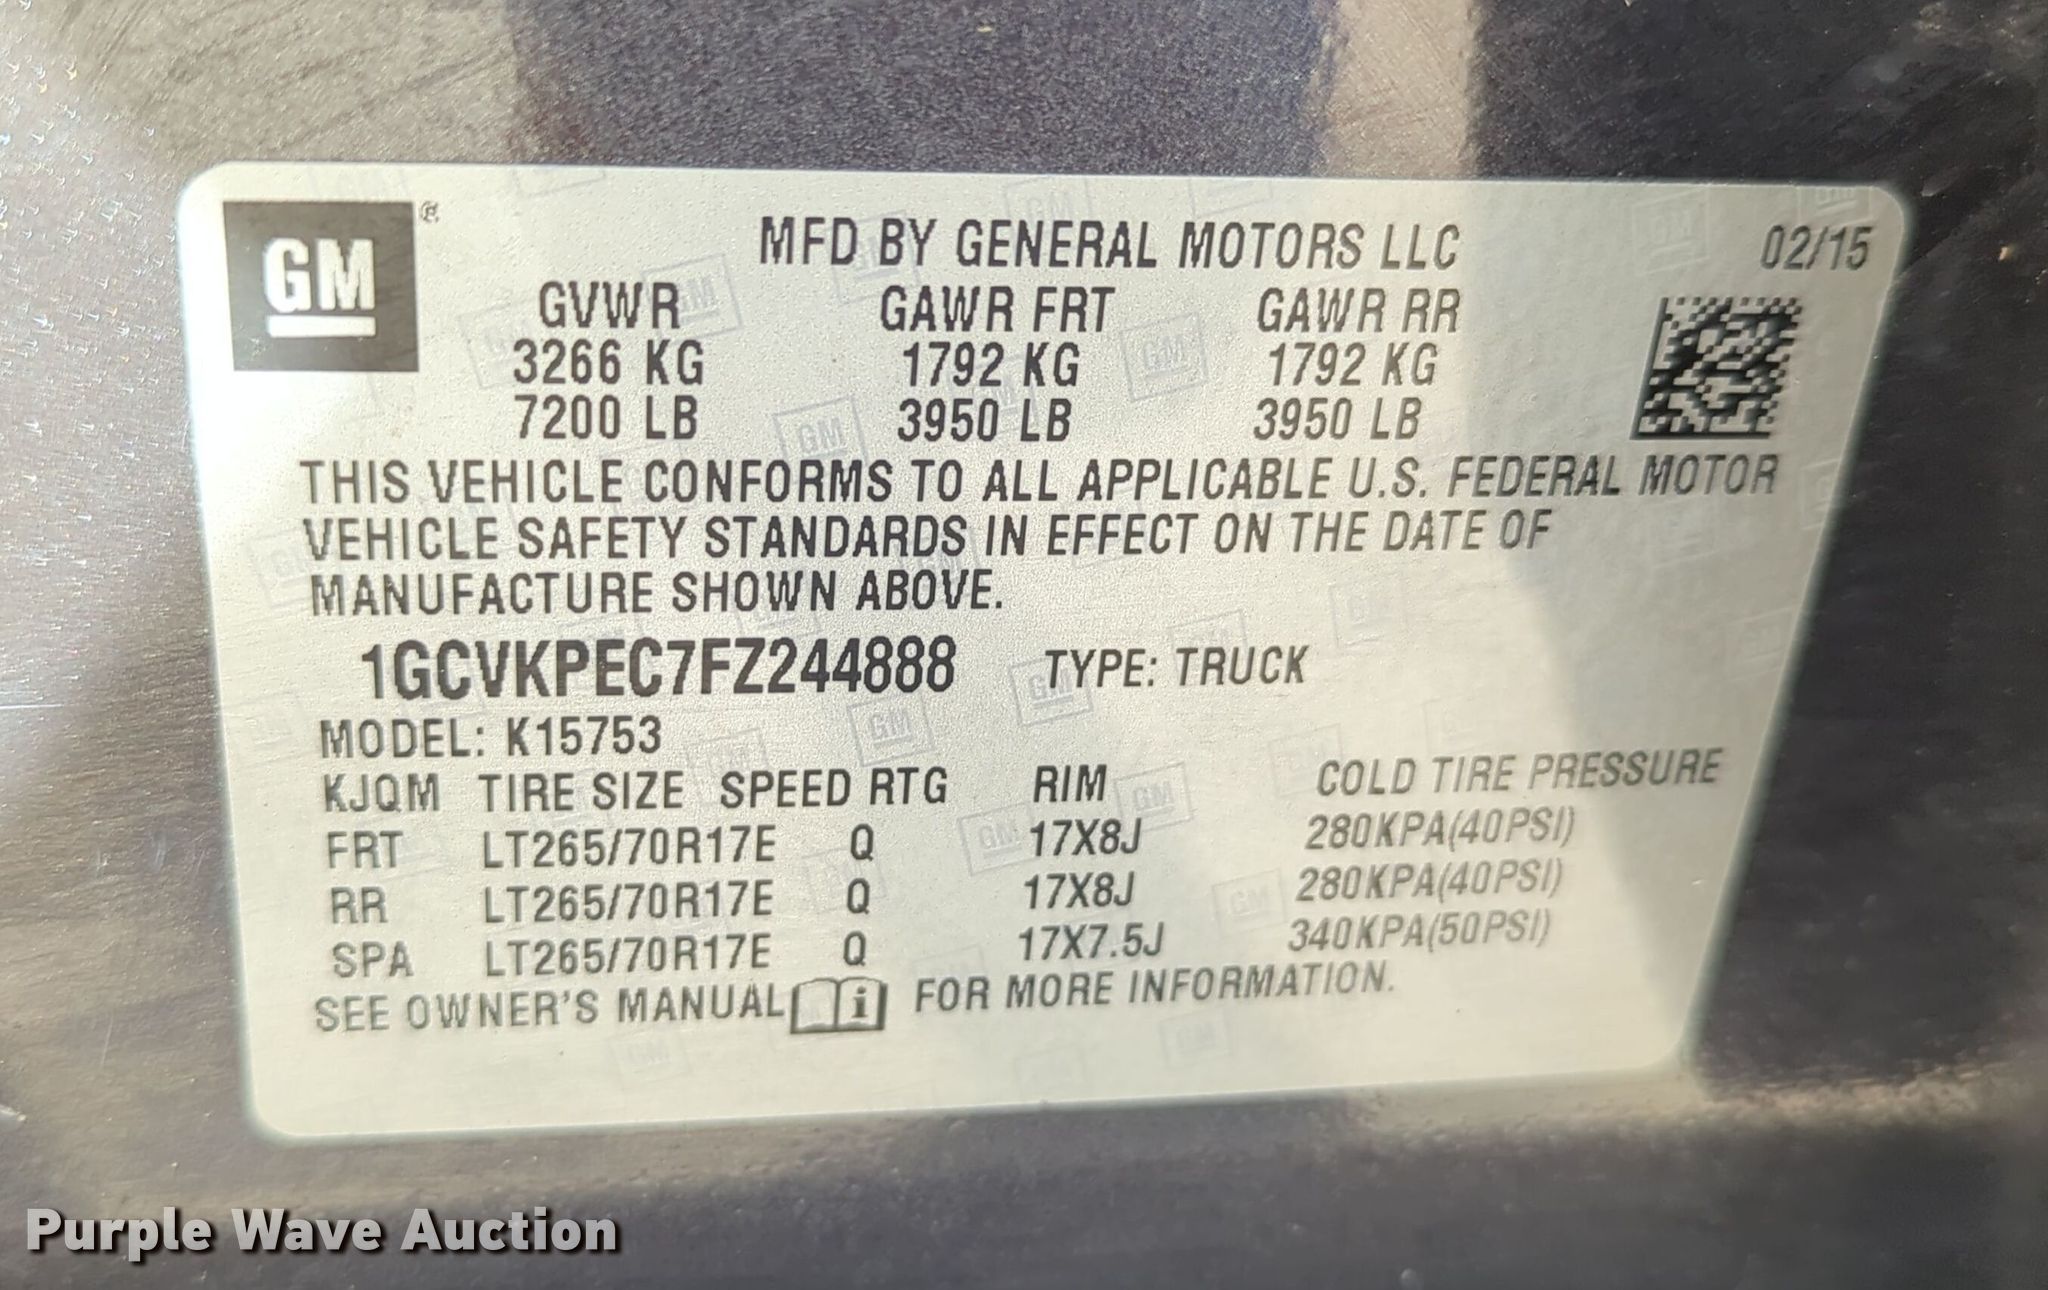 GM ®
MFD BY GENERAL MOTORS LLC 02/15
GVWR GAWR FRT GAWR RR
3266 KG 1792 KG 1792 KG
7200 LB 3950 LB 3950 LB
THIS VEHICLE CONFORMS TO ALL APPLICABLE U.S. FEDERAL MOTOR
VEHICLE SAFETY STANDARDS IN EFFECT ON THE DATE OF
MANUFACTURE SHOWN ABOVE.
1GCVKPEC7FZ244888 TYPE: TRUCK
MODEL: K15753
KJQM TIRE SIZE SPEED RTG RIM COLD TIRE PRESSURE
FRT LT265/70R17E Q 17X8J 280KPA(40PSI)
RR LT265/70R17E Q 17X8J 280KPA(40PSI)
SPA LT265/70R17E Q 17X7.5J 340KPA(50PSI)
SEE OWNER'S MANUAL i FOR MORE INFORMATION.
Purple Wave Auction